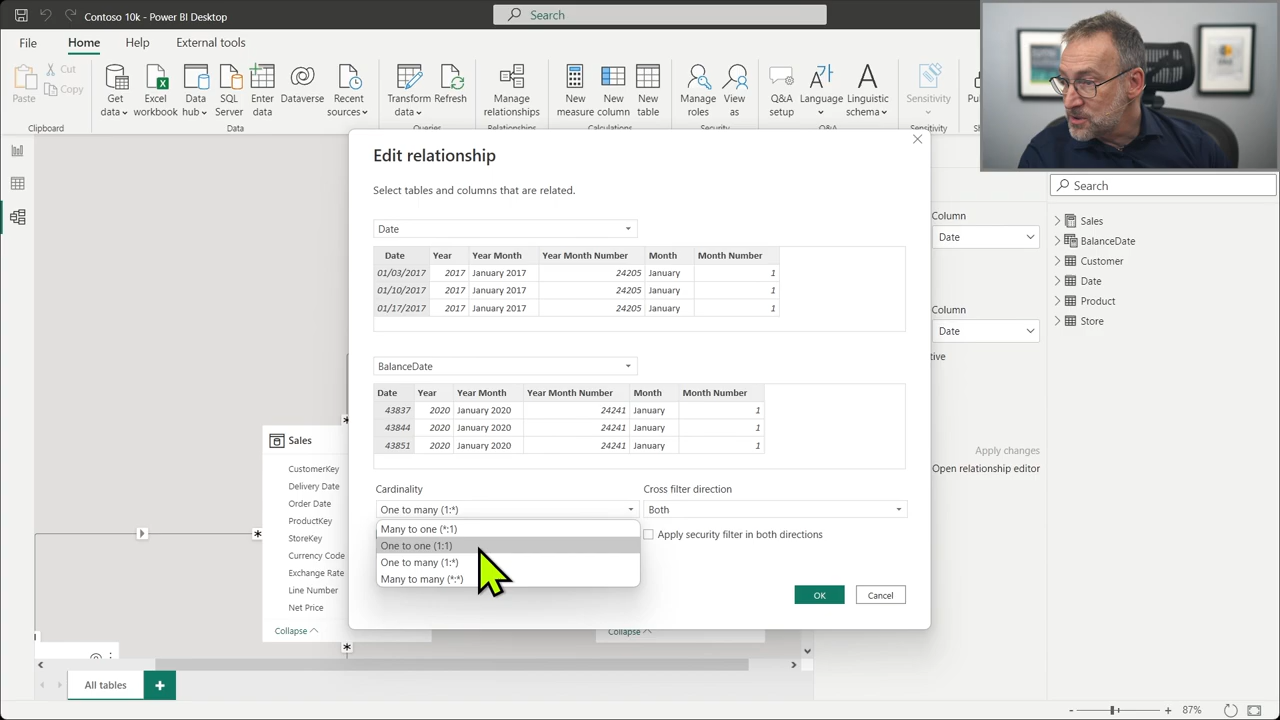 Contoso 10k - Power BI Desktop
Search
File
Home
Help
External tools
Paste
Cut
Copy
Get data
Excel workbook
Data hub
SQL Server
Enter data
Dataverse
Recent sources
Transform data
Refresh
Manage relationships
New measure
New column
New table
Manage roles
View as
Q&A setup
Language
Linguistic schema
Sensitivity
Clipboard
Data
Queries
Relationships
Calculations
Security
Q&A
Sensitivity
Edit relationship
Select tables and columns that are related.
Date
Date Year Year Month Year Month Number Month Month Number
01/03/2017 2017 January 2017 24205 January 1
01/10/2017 2017 January 2017 24205 January 1
01/17/2017 2017 January 2017 24205 January 1
BalanceDate
Date Year Year Month Year Month Number Month Month Number
43837 2020 January 2020 24241 January 1
43844 2020 January 2020 24241 January 1
43851 2020 January 2020 24241 January 1
Cardinality
One to many (1:*)
Many to one (*:1)
One to one (1:1)
One to many (1:*)
Many to many (*:*)
Cross filter direction
Both
Apply security filter in both directions
OK
Cancel
Sales
CustomerKey
Delivery Date
Order Date
ProductKey
StoreKey
Currency Code
Exchange Rate
Line Number
Net Price
Collapse
Collapse
Column
Date
Column
Date
tive
Apply changes
Open relationship editor
Search
Sales
BalanceDate
Customer
Date
Product
Store
All tables
87%